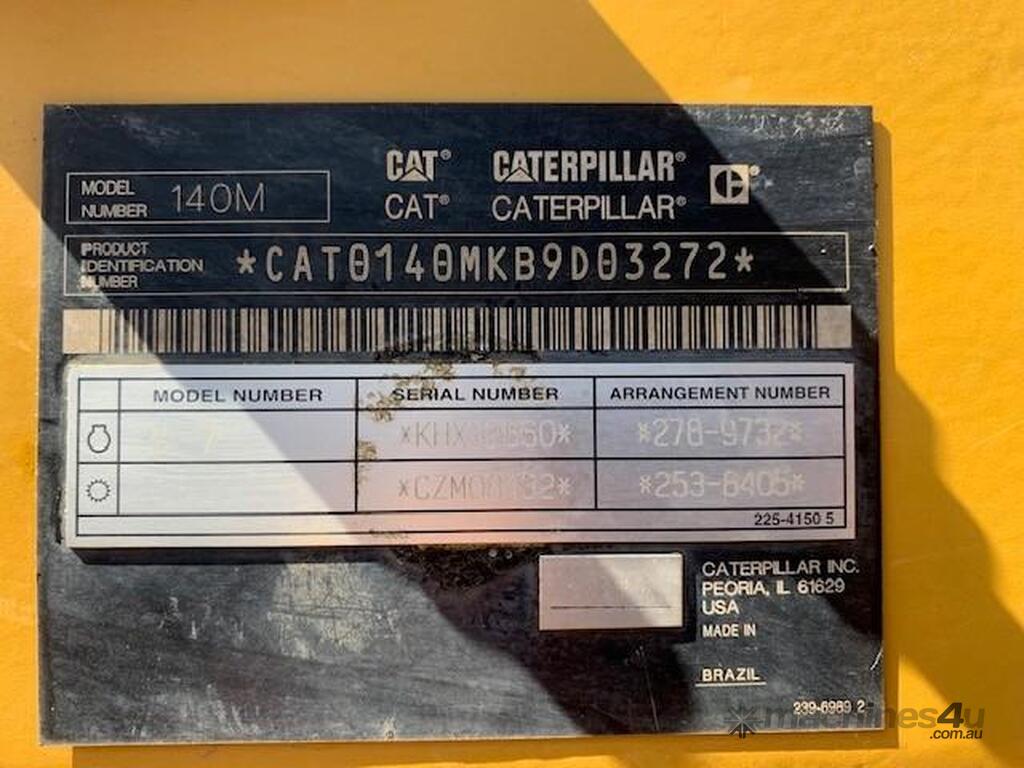 CAT® CATERPILLAR®
MODEL NUMBER 140M
CAT® CATERPILLAR®
PRODUCT IDENTIFICATION NUMBER *CAT0140MKB9D03272*
MODEL NUMBER SERIAL NUMBER ARRANGEMENT NUMBER
*278-9732*
*253-6405*
225-4150 5
CATERPILLAR INC.
PEORIA, IL 61629
USA
MADE IN
BRAZIL
239-6989 2
machines4u
.com.au